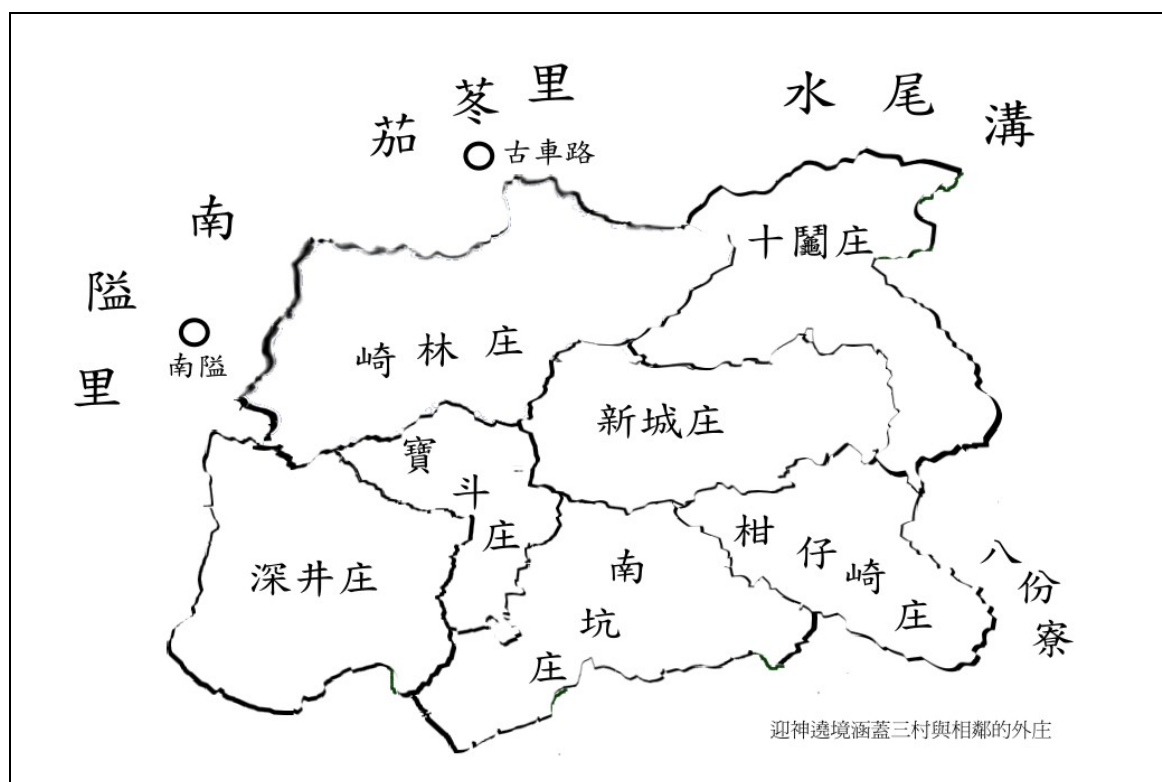 茄苳里
水尾溝
古車路
南隘里
南隘
十鬮庄
崎林庄
新城庄
寶斗庄
柑仔崎庄
南坑庄
深井庄
八份寮
迎神遶境涵蓋三村與相鄰的外庄